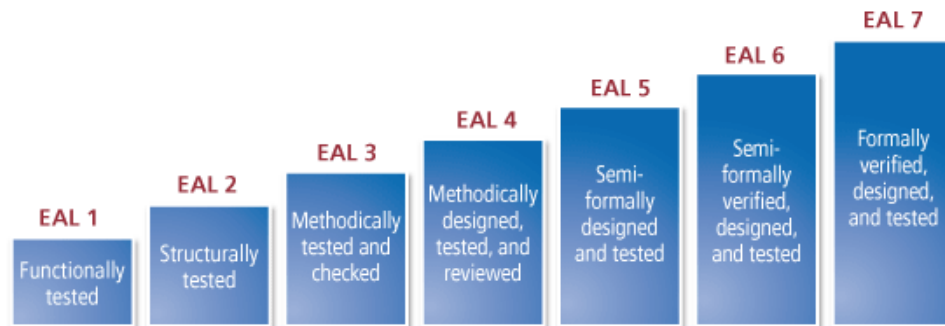 EAL 1
Functionally
tested
EAL 2
Structurally
tested
EAL 3
Methodically
tested and
checked
EAL 4
Methodically
designed,
tested, and
reviewed
EAL 5
Semi-
formally
designed
and tested
EAL 6
Semi-
formally
verified,
designed,
and tested
EAL 7
Formally
verified,
designed,
and tested